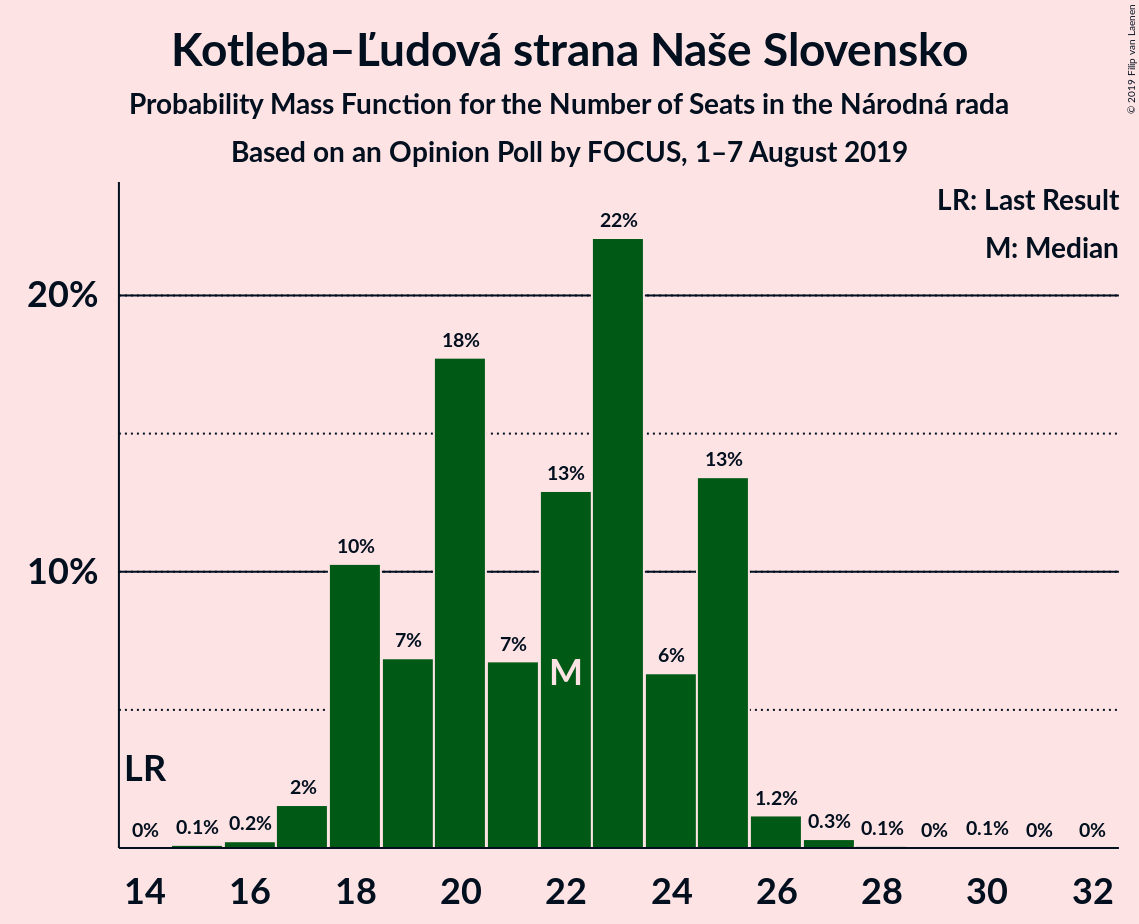 Kotleba–Ľudová strana Naše Slovensko
Probability Mass Function for the Number of Seats in the Národná rada
Based on an Opinion Poll by FOCUS, 1–7 August 2019
© 2019 Filip van Laenen
LR: Last Result
M: Median
20%
10%
22%
18%
13%
13%
10%
7%
7%
6%
M
LR
2%
0%
0.1%
0.2%
1.2%
0.3%
0.1%
0%
0.1%
0%
0%
14 16 18 20 22 24 26 28 30 32